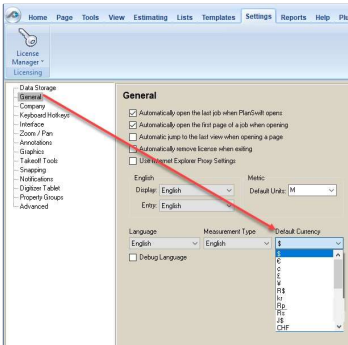 Home Page Tools View Estimating Lists Templates Settings Reports Help
License
Manager
Licensing
Data Storage
General
Company
Keyboard Hotkeys
Interface
Zoom / Pan
Annotations
Graphics
Takeoff Tools
Snapping
Notifications
Digitizer Tablet
Property Groups
Advanced
General
Automatically open the last job when PlanSwift opens
Automatically open the first page of a job when opening
Automatic jump to the last view when opening a page
Automatically remove licence when exiting
Use Internet Explorer Proxy Settings
English Metric
Display: English Default Units: M
Entry: English
Language Measurement Type Default Currency
English English $
Debug Language
$
€
¢
£
¥
R$
kr
Rp
Rs
J$
CHF